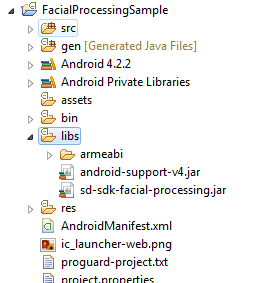 FacialProcessingSample
src
gen [Generated Java Files]
Android 4.2.2
Android Private Libraries
assets
bin
libs
armeabi
android-support-v4.jar
sd-sdk-facial-processing.jar
res
AndroidManifest.xml
ic_launcher-web.png
proguard-project.txt
project.properties